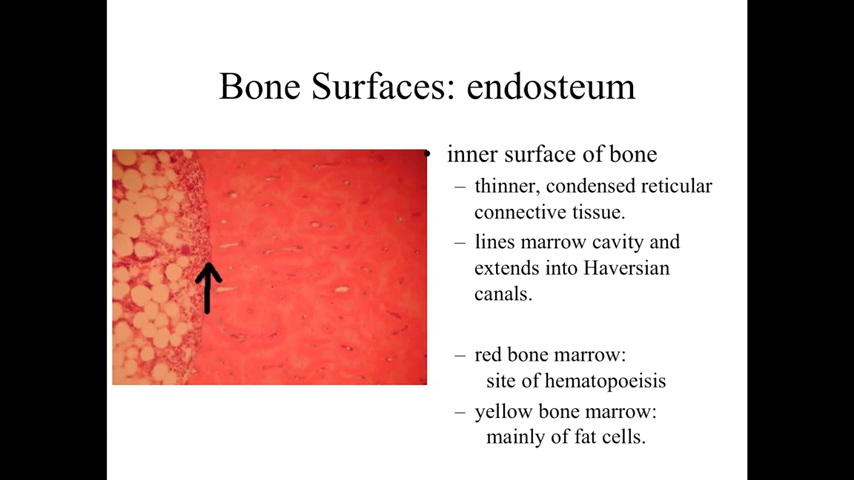 Bone Surfaces: endosteum
• inner surface of bone
– thinner, condensed reticular
connective tissue.
– lines marrow cavity and
extends into Haversian
canals.
– red bone marrow:
site of hematopoeisis
– yellow bone marrow:
mainly of fat cells.